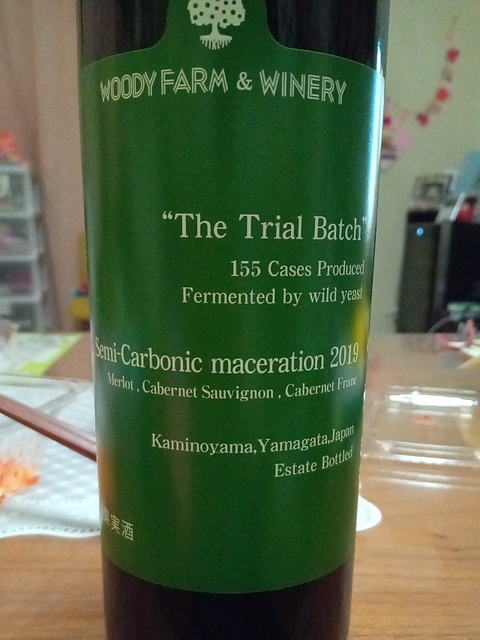 WOODY FARM & WINERY
“The Trial Batch”
155 Cases Produced
Fermented by wild yeast
Semi-Carbonic maceration 2019
Merlot , Cabernet Sauvignon , Cabernet Franc
Kaminoyama,Yamagata,Japan
Estate Bottled
果実酒